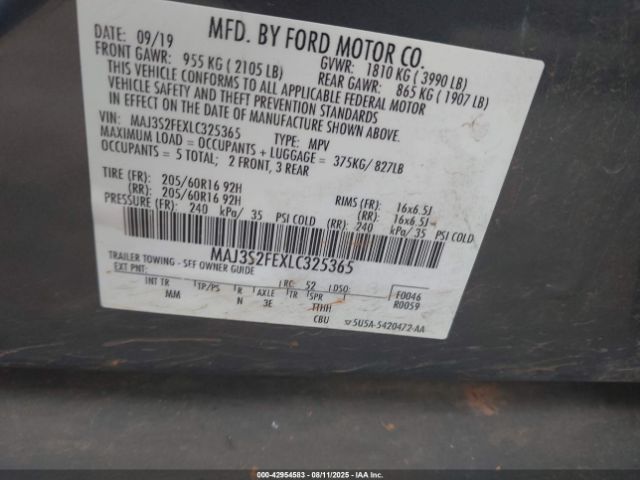 MFD. BY FORD MOTOR CO.
DATE: 09/19 GVWR: 1810 KG ( 3990 LB)
FRONT GAWR: 955 KG ( 2105 LB) REAR GAWR: 865 KG ( 1907 LB)
THIS VEHICLE CONFORMS TO ALL APPLICABLE FEDERAL MOTOR
VEHICLE SAFETY AND THEFT PREVENTION STANDARDS
IN EFFECT ON THE DATE OF MANUFACTURE SHOWN ABOVE.
VIN: MAJ3S2FEXLC325365 TYPE: MPV
MAXIMUM LOAD = OCCUPANTS + LUGGAGE = 375KG/ 827LB
OCCUPANTS = 5 TOTAL; 2 FRONT, 3 REAR
TIRE (FR): 205/60R16 92H RIMS (FR): 16x6.5J
(RR): 205/60R16 92H (RR): 16x6.5J
PRESSURE (FR): 240 kPa/ 35 PSI COLD (RR): 240 kPa/ 35 PSI COLD
MAJ3S2FEXLC325365
TRAILER TOWING - SEE OWNER GUIDE
EXT PNT: RC: 52 DSO: F0046
R0059
INT TR TP/PS R AXLE TR SPR
MM N 3E TTHH
CBU 5U5A-5420472-AA
IAA - 42954583 - 08/11/2025 - COPART